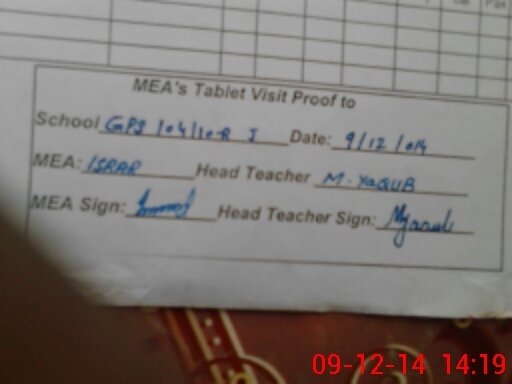 MEA's Tablet Visit Proof to
School GPS 104/10-R I Date: 9/12/014
MEA: ISRAR Head Teacher M. YaQUB
MEA Sign: Head Teacher Sign: Myaqub
09-12-14 14:19